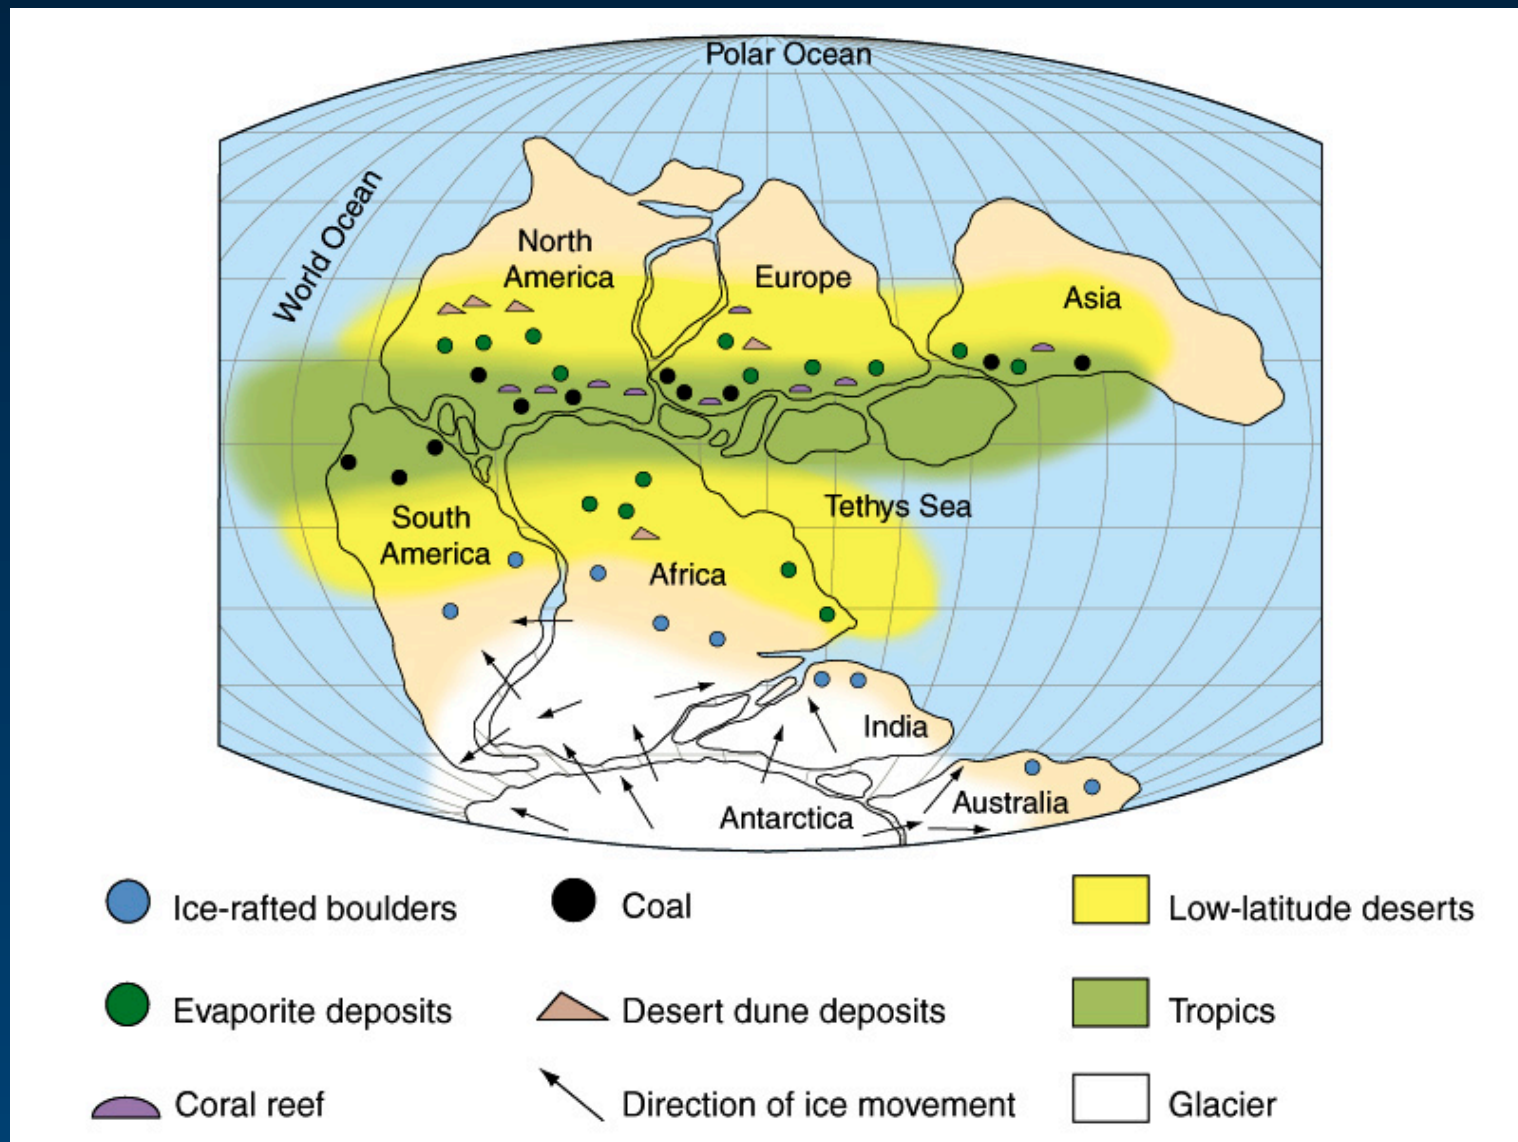 Polar Ocean
World Ocean
North
America
Europe
Asia
South
America
Tethys Sea
Africa
India
Antarctica
Australia
Ice-rafted boulders
Coal
Low-latitude deserts
Evaporite deposits
Desert dune deposits
Tropics
Coral reef
Direction of ice movement
Glacier